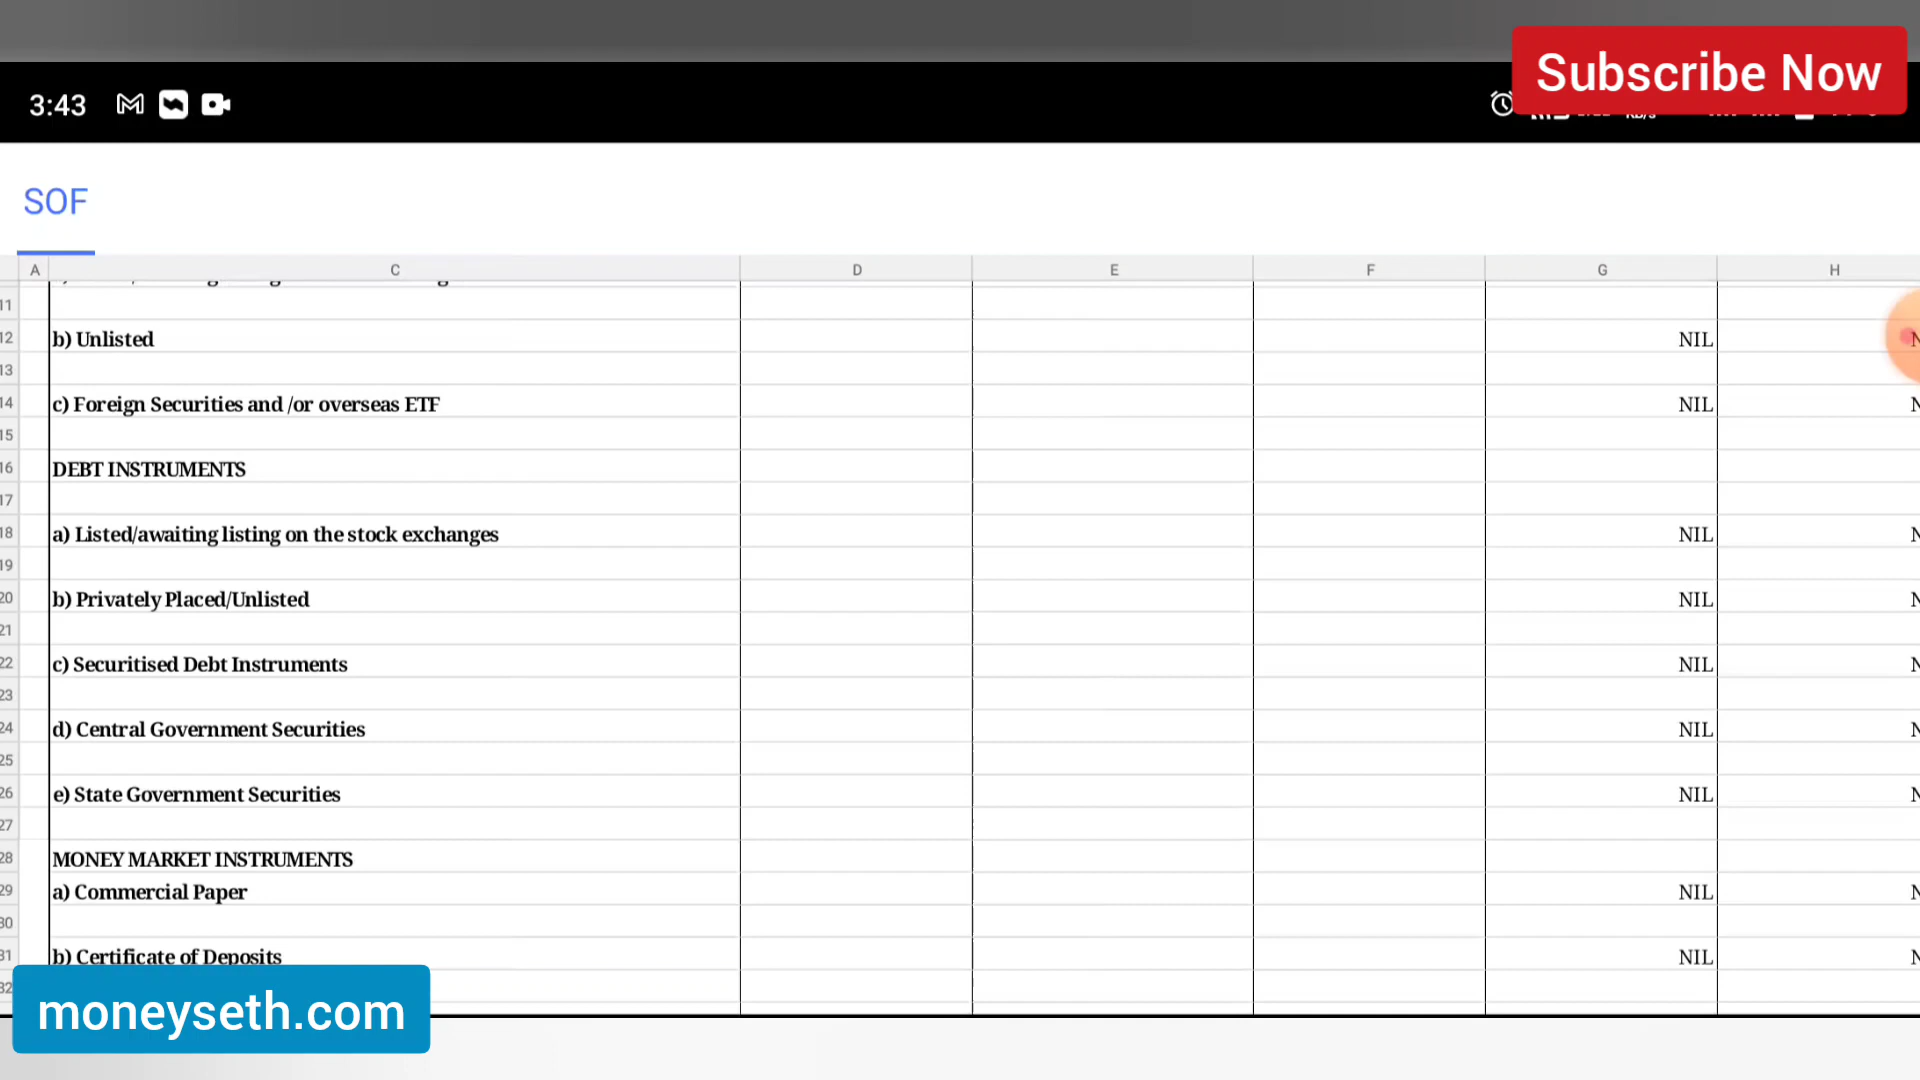 Subscribe Now
3:43
SOF
A C D E F G H
11
12 b) Unlisted NIL
13
14 c) Foreign Securities and /or overseas ETF NIL
15
16 DEBT INSTRUMENTS
17
18 a) Listed/awaiting listing on the stock exchanges NIL
19
20 b) Privately Placed/Unlisted NIL
21
22 c) Securitised Debt Instruments NIL
23
24 d) Central Government Securities NIL
25
26 e) State Government Securities NIL
27
28 MONEY MARKET INSTRUMENTS
29 a) Commercial Paper NIL
30
31 b) Certificate of Deposits NIL
32
moneyseth.com